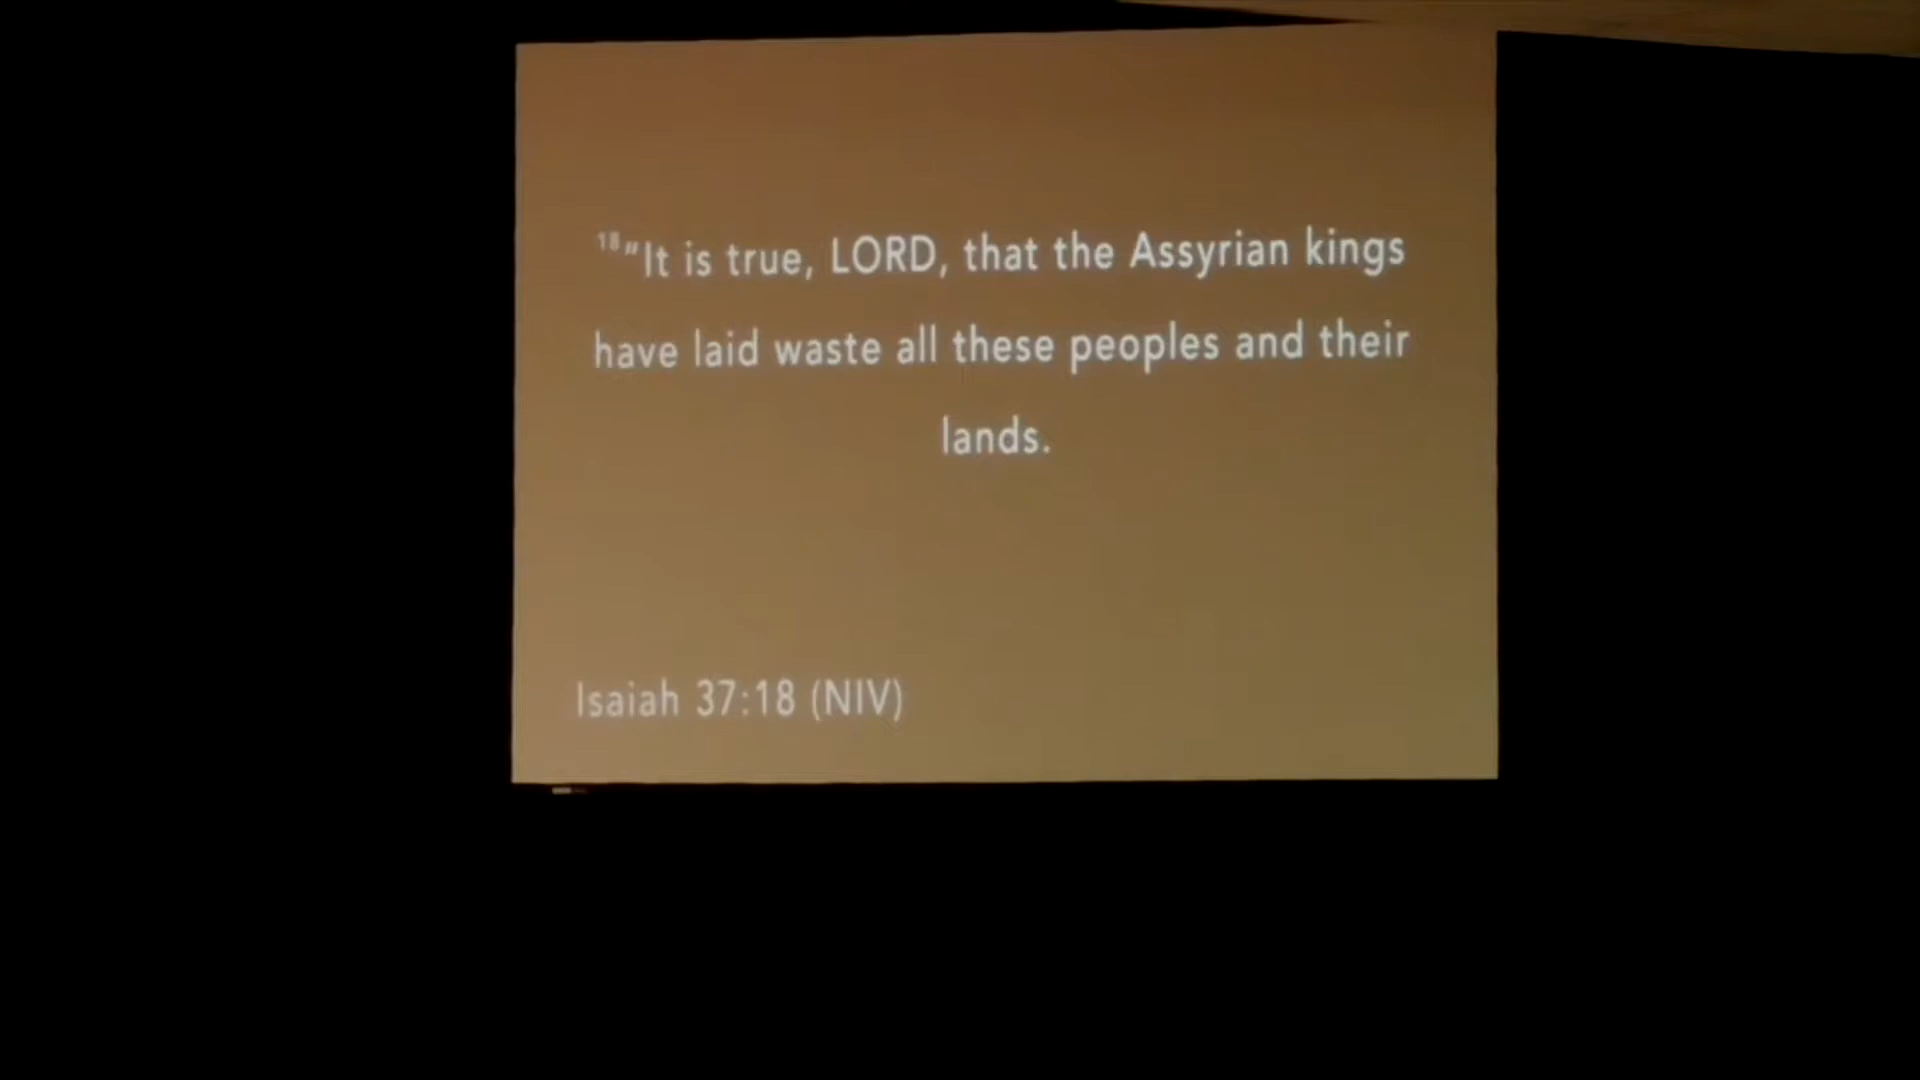 ¹⁸"It is true, LORD, that the Assyrian kings
have laid waste all these peoples and their
lands.
Isaiah 37:18 (NIV)